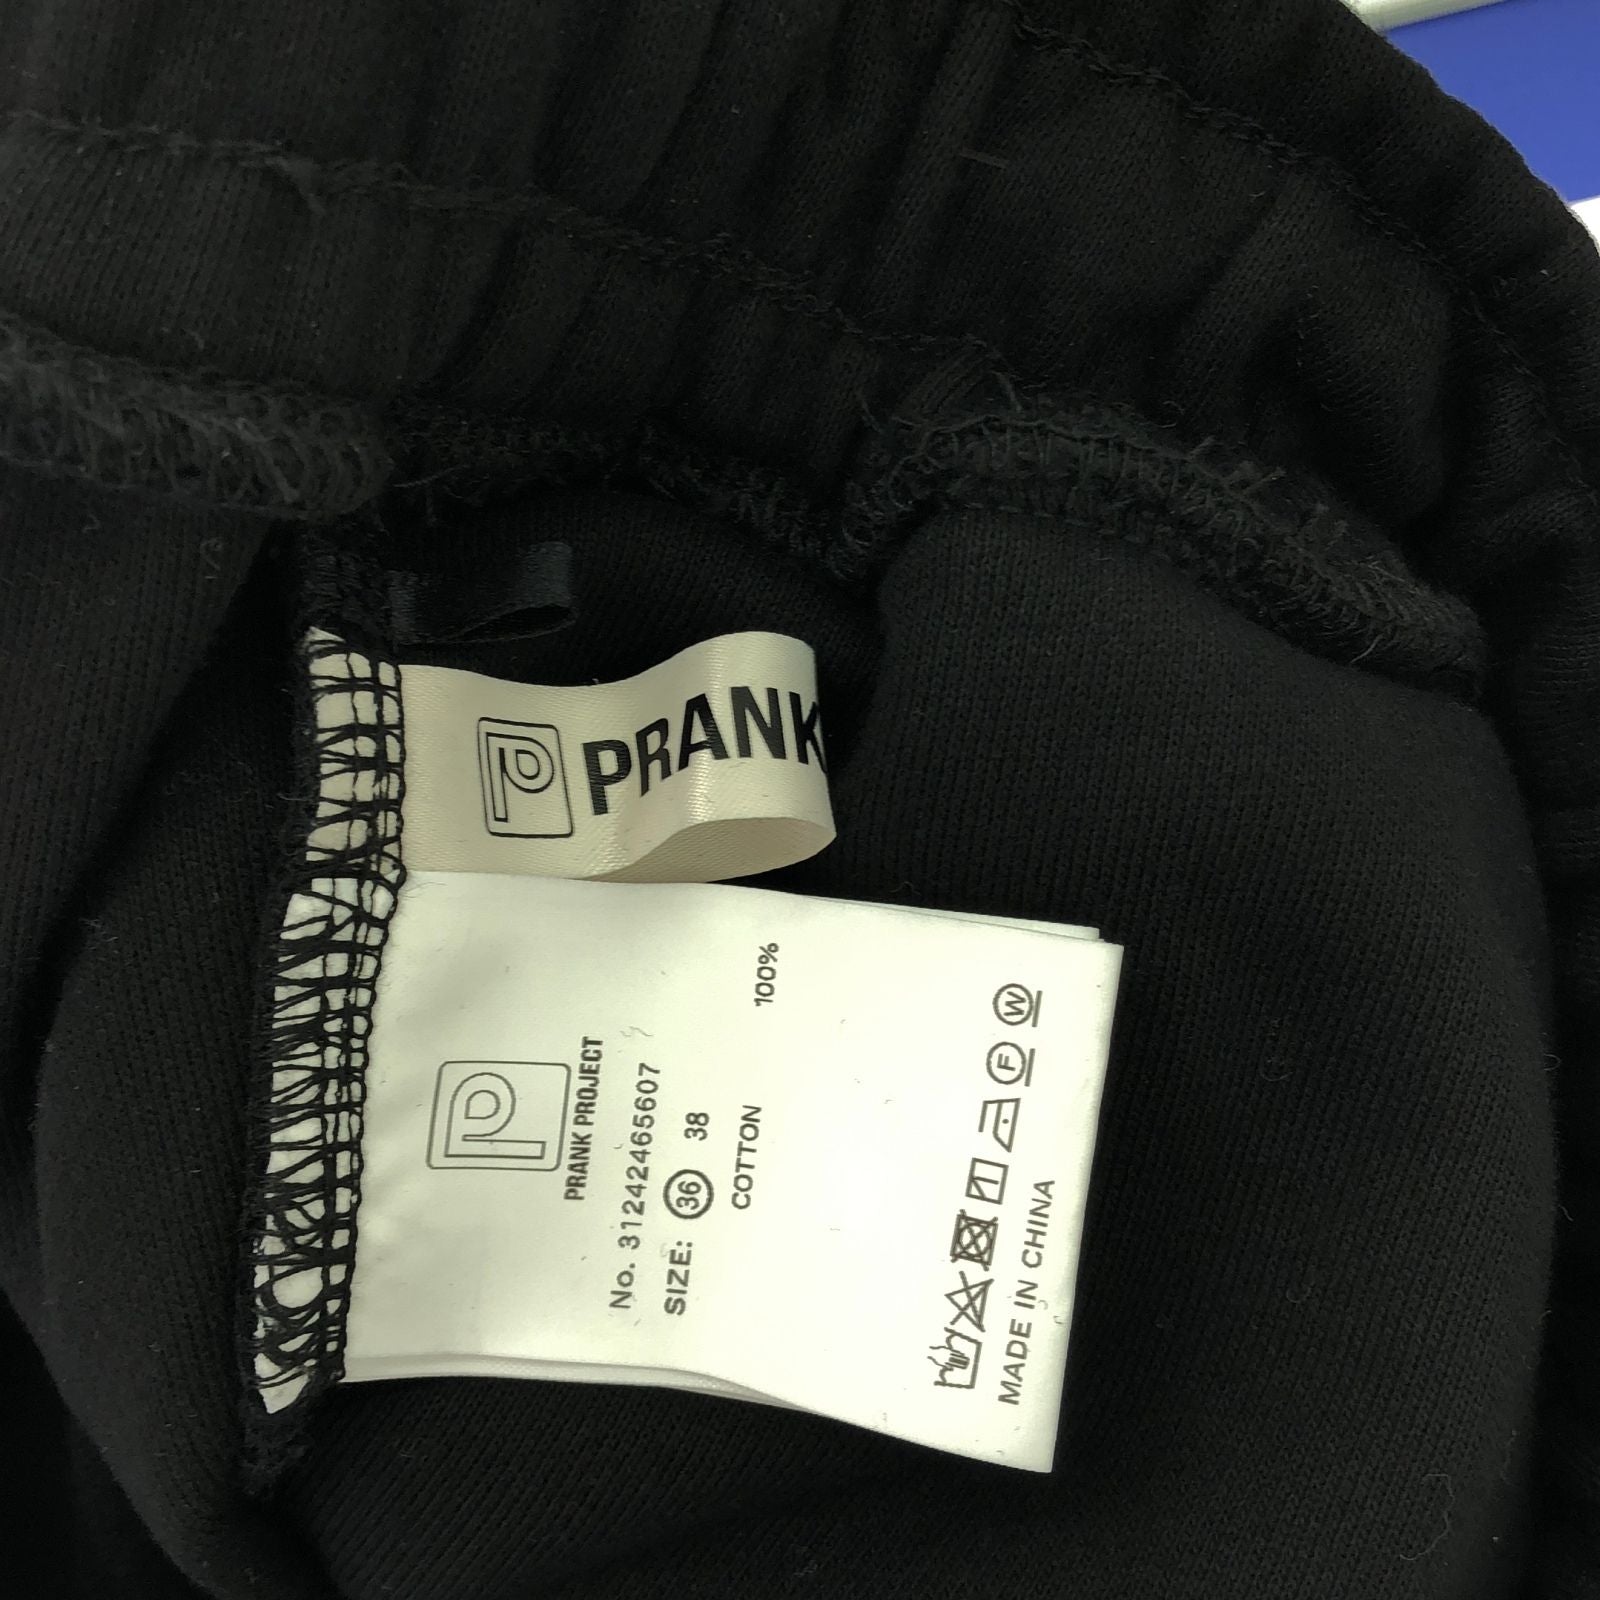 PRANK
PRANK PROJECT
No. 31242465607
SIZE: 36 38
COTTON 100%
F W
MADE IN CHINA